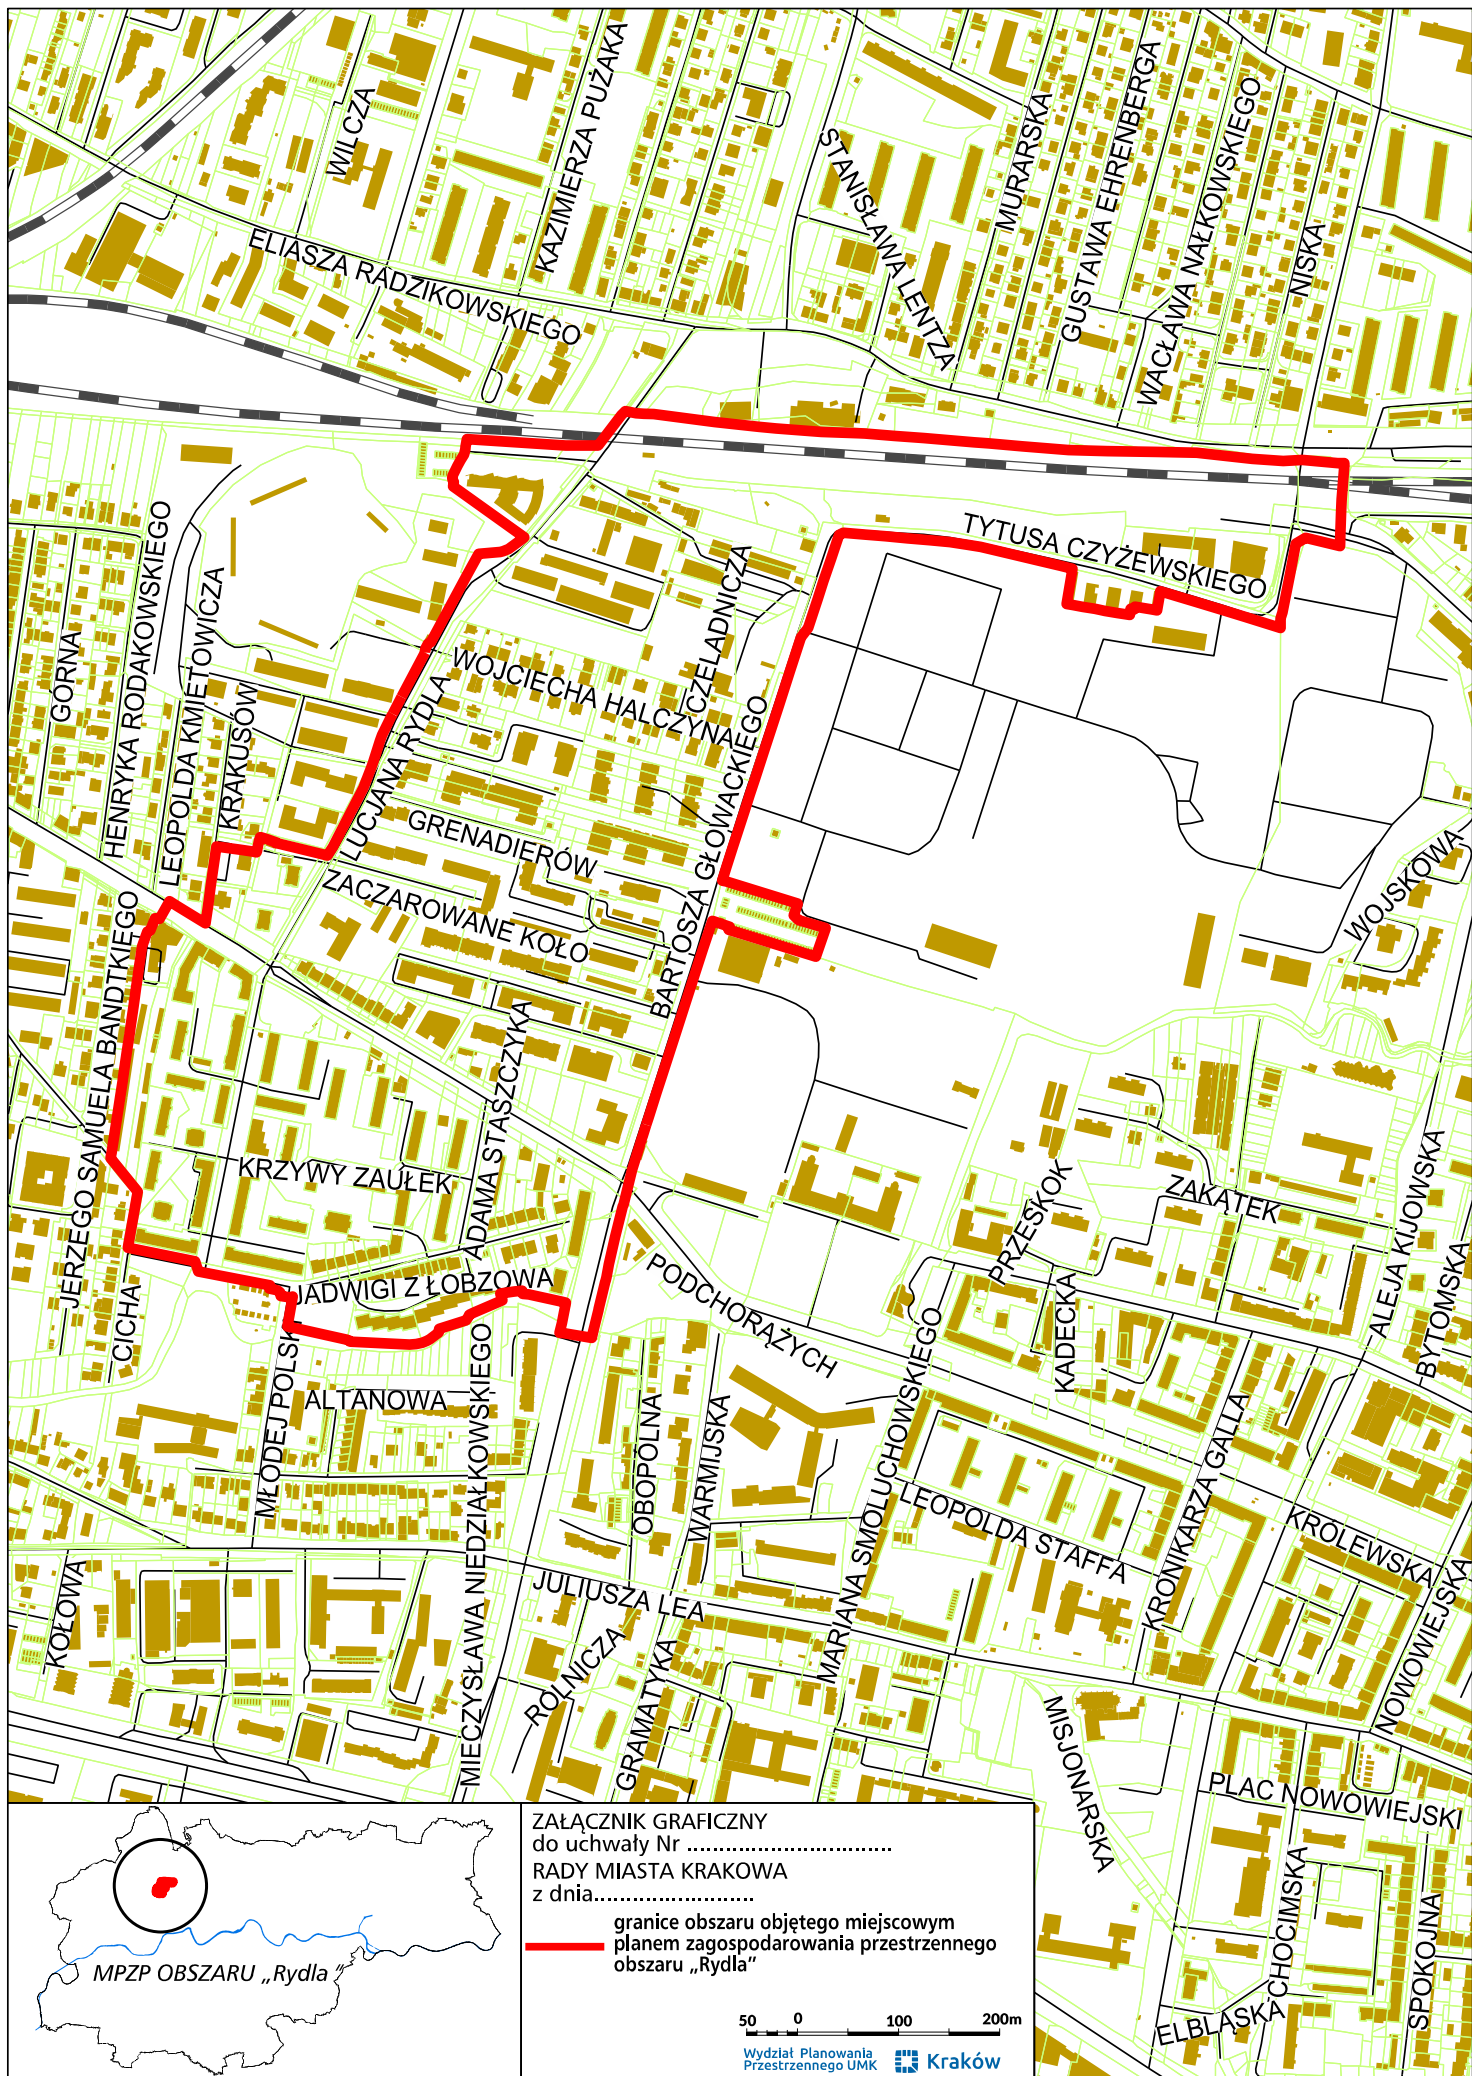 WILCZA
KAZIMIERZA PUŻAKA
STANISŁAWA LENTZA
MURARSKA
GUSTAWA EHRENBERGA
WACŁAWA NAŁKOWSKIEGO
NISKA
ELIASZA RADZIKOWSKIEGO
TYTUSA CZYŻEWSKIEGO
GÓRNA
HENRYKA RODAKOWSKIEGO
LEOPOLDA KMIETOWICZA
KRAKUSÓW
LUCJANA RYDLA
WOJCIECHA HALCZYNA
CZELADNICZA
BARTOSZA GŁOWACKIEGO
GRENADIERÓW
ZACZAROWANE KOŁO
WOJSKOWA
JERZEGO SAMUELA BANDTKIEGO
ADAMA STASZCZYKA
KRZYWY ZAUŁEK
JADWIGI Z ŁOBZOWA
CICHA
PODCHORĄŻYCH
PRZESKOK
ZAKĄTEK
KADECKA
ALEJA KIJOWSKA
BYTOMSKA
MŁODEJ POLSKI
ALTANOWA
MIECZYSŁAWA NIEDZIAŁKOWSKIEGO
OBOPÓLNA
WARMIJSKA
MARIANA SMOLUCHOWSKIEGO
LEOPOLDA STAFFA
KRONIKARZA GALLA
KRÓLEWSKA
NOWOWIEJSKA
KOŁOWA
JULIUSZA LEA
ROLNICZA
GRAMATYKA
MISJONARSKA
PLAC NOWOWIEJSKI
CHOCIMSKA
SPOKOJNA
ELBLĄSKA
MPZP OBSZARU „Rydla”
ZAŁĄCZNIK GRAFICZNY
do uchwały Nr ................................
RADY MIASTA KRAKOWA
z dnia.........................
granice obszaru objętego miejscowym
planem zagospodarowania przestrzennego
obszaru „Rydla”
50 0 100 200m
Wydział Planowania
Przestrzennego UMK
Kraków